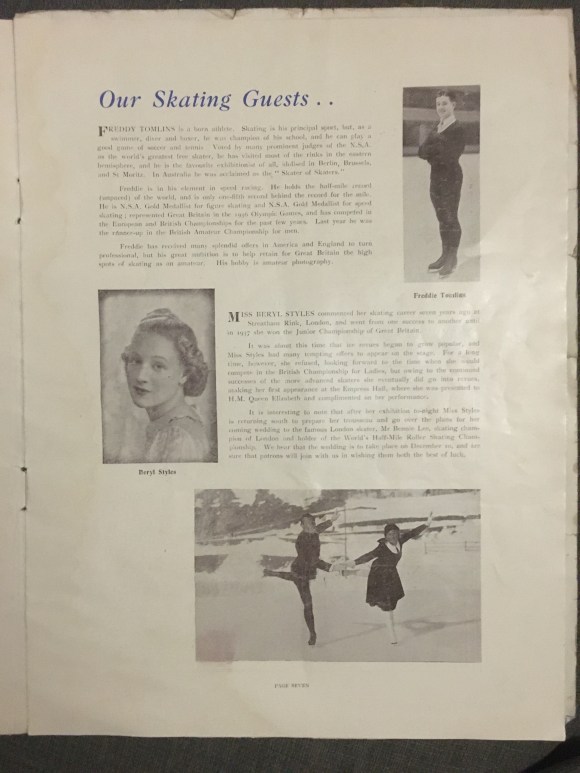 Our Skating Guests . .
FREDDY TOMLINS is a born athlete. Skating is his principal sport, but, as a
swimmer, diver and boxer, he was champion of his school, and he can play a
good game of soccer and tennis. Voted by many prominent judges of the N.S.A.
as the world's greatest free skater, he has visited most of the rinks in the eastern
hemisphere, and he is the favourite exhibitionist of all, idolised in Berlin, Brussels,
and St. Moritz. In Australia he was acclaimed as the "Skater of Skaters."
Freddie is in his element in speed racing. He holds the half-mile record
(amateur) of the world, and is only one-fifth second behind the record for the mile.
He is N.S.A. Gold Medallist for figure skating and N.S.A. Gold Medallist for speed
skating; represented Great Britain in the 1936 Olympic Games, and has competed in
the European and British Championships for the past few years. Last year he was
the runner-up in the British Amateur Championship for men.
Freddie has received many splendid offers in America and England to turn
professional, but his great ambition is to help retain for Great Britain the high
spots of skating as an amateur. His hobby is amateur photography.
Freddie Tomlins
MISS BERYL STYLES commenced her skating career seven years ago at
Streatham Rink, London, and went from one success to another until
in 1937 she won the Junior Championship of Great Britain.
It was about this time that ice revues began to grow popular, and
Miss Styles had many tempting offers to appear on the stage. For a long
time, however, she refused, looking forward to the time when she could
compete in the British Championship for Ladies, but owing to the continued
successes of the more advanced skaters she eventually did go into revues,
making her first appearance at the Empress Hall, where she was presented to
H.M. Queen Elizabeth and complimented on her performance.
It is interesting to note that after her exhibition to-night Miss Styles
is returning south to prepare her trousseau and go over the plans for her
coming wedding to the famous London skater, Mr Bennie Lee, skating cham-
pion of London and holder of the World's Half-Mile Roller Skating Cham-
pionship. We hear that the wedding is to take place on December 10, and are
sure that patrons will join with us in wishing them both the best of luck.
Beryl Styles
PAGE SEVEN